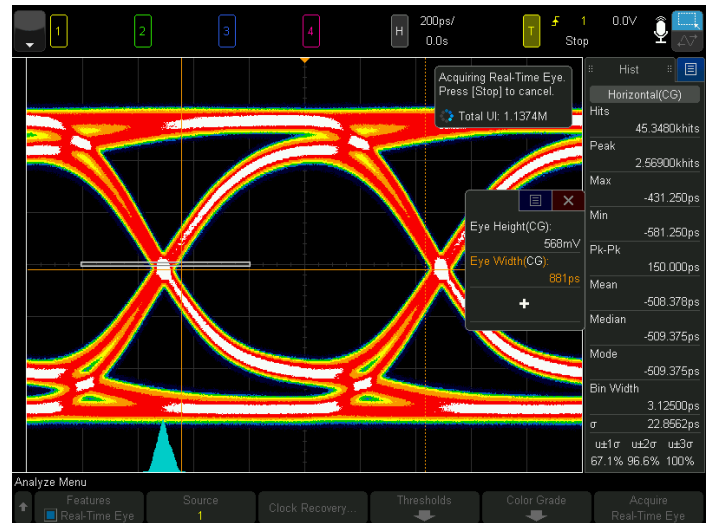 1
2
3
4
H
200ps/
0.0s
T
1
0.0V
Stop
Acquiring Real-Time Eye.
Press [Stop] to cancel.
Total UI: 1.1374M
Hist
Horizontal(CG)
Hits
45.3480khits
Peak
2.56900khits
Max
-431.250ps
Min
-581.250ps
Pk-Pk
150.000ps
Mean
-508.378ps
Median
-509.375ps
Mode
-509.375ps
Bin Width
3.12500ps
σ
22.8562ps
u±1σ u±2σ u±3σ
67.1% 96.6% 100%
Eye Height(CG):
568mV
Eye Width(CG):
881ps
+
Analyze Menu
Features
Real-Time Eye
Source
1
Clock Recovery...
Thresholds
Color Grade
Acquire
Real-Time Eye